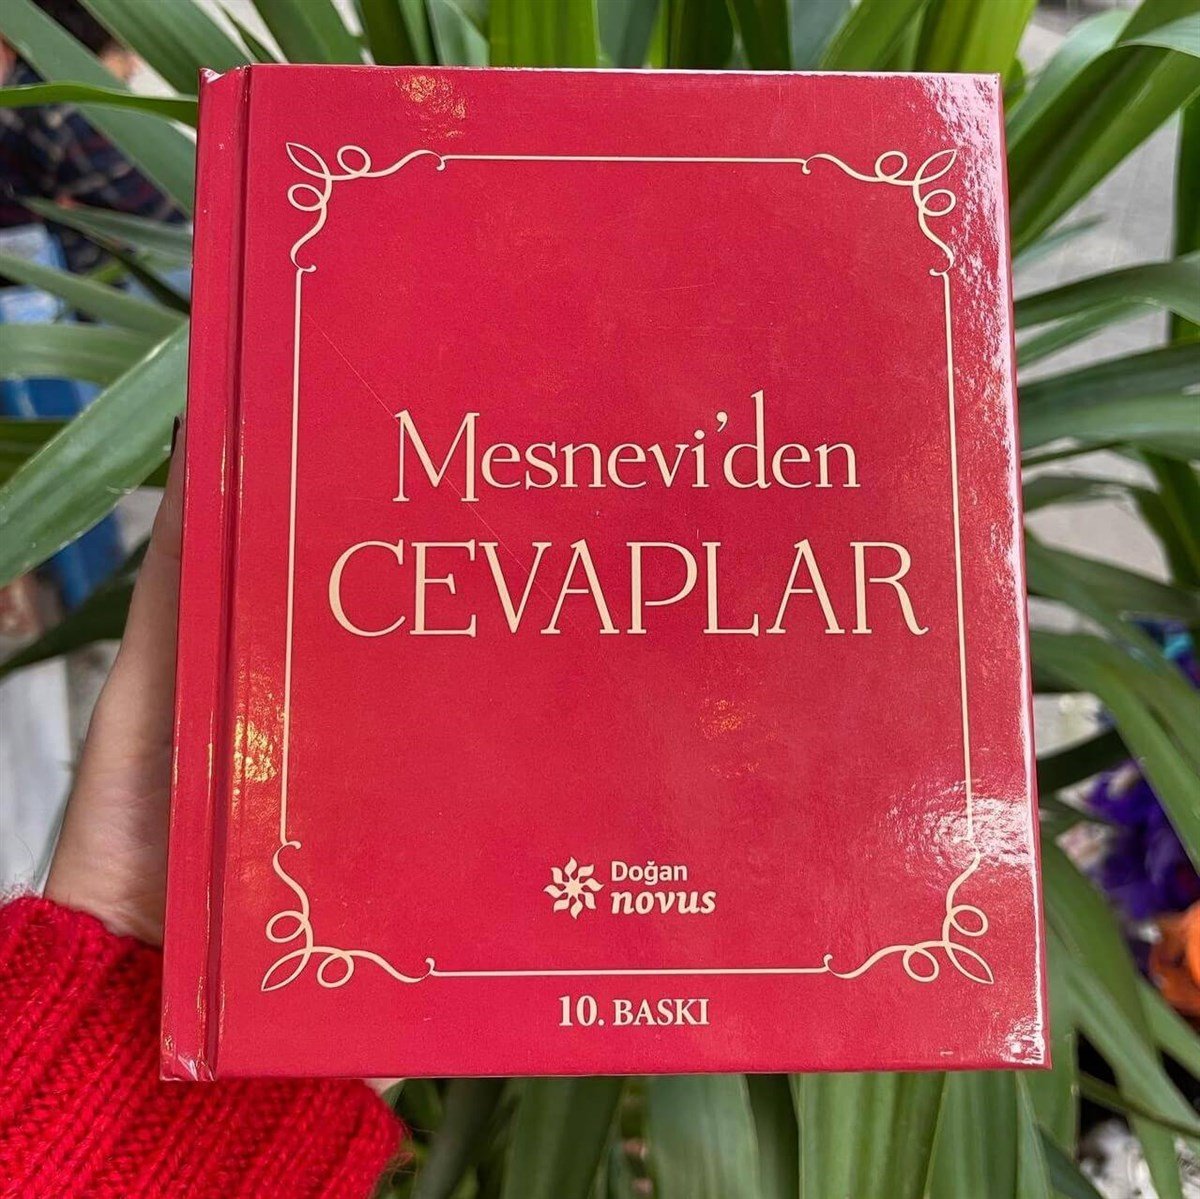 Mesnevi'den
CEVAPLAR
Doğan
novus
10. BASKI